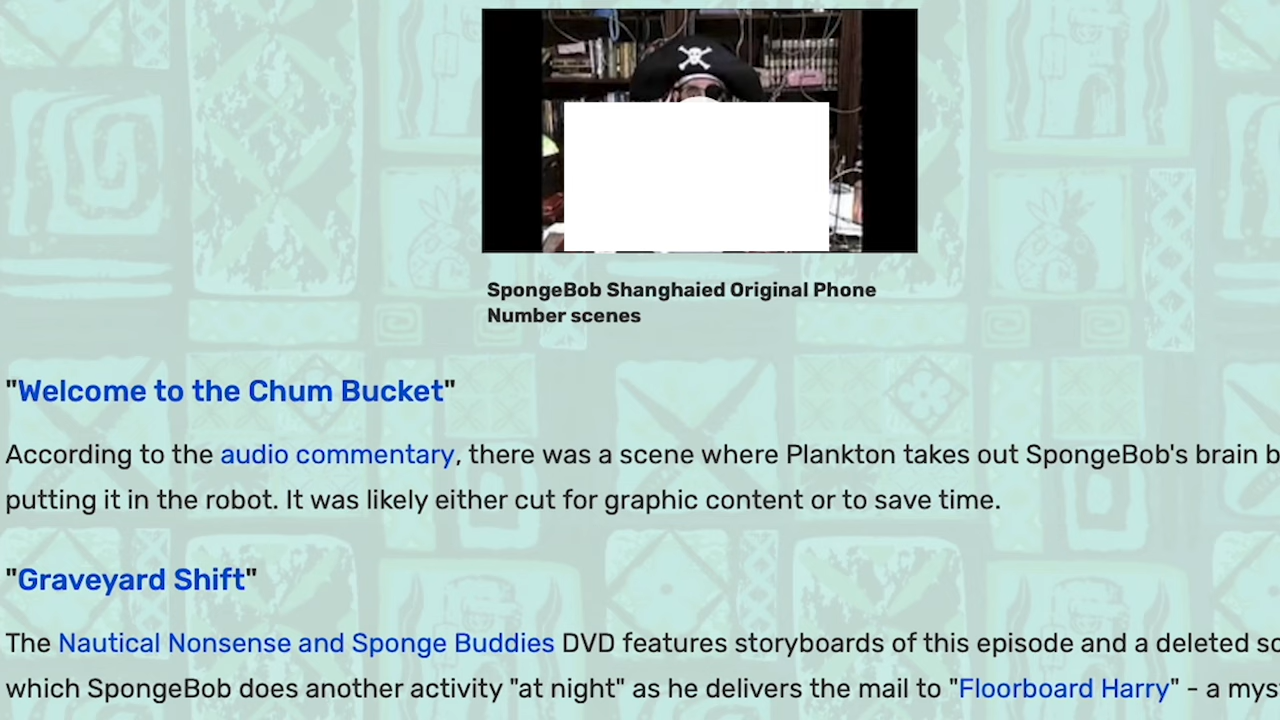 SpongeBob Shanghaied Original Phone
Number scenes
"Welcome to the Chum Bucket"
According to the audio commentary, there was a scene where Plankton takes out SpongeBob's brain b
putting it in the robot. It was likely either cut for graphic content or to save time.
"Graveyard Shift"
The Nautical Nonsense and Sponge Buddies DVD features storyboards of this episode and a deleted sc
which SpongeBob does another activity "at night" as he delivers the mail to "Floorboard Harry" - a mys